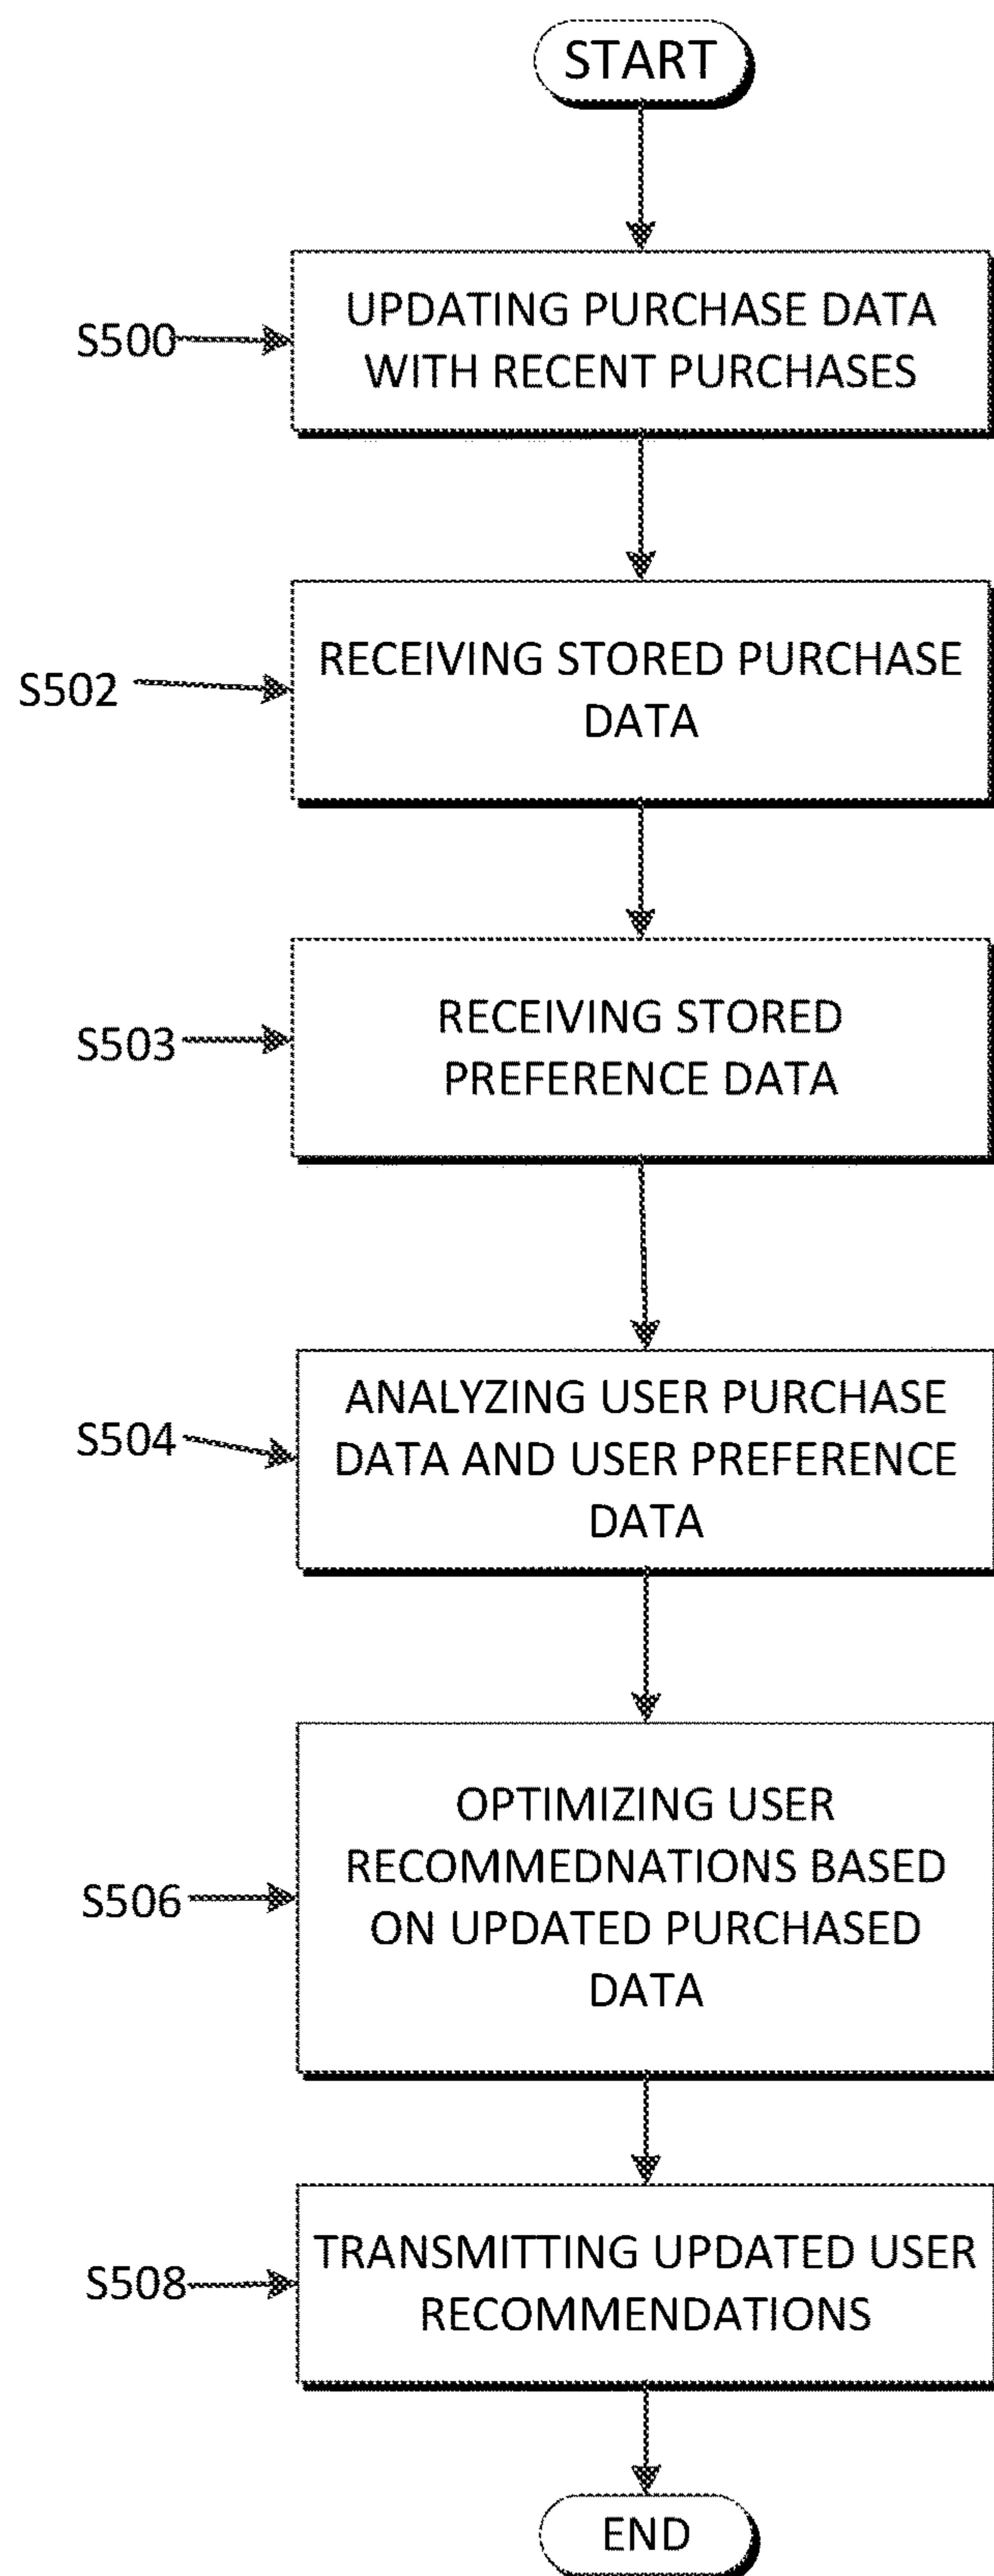 START
S500
UPDATING PURCHASE DATA
WITH RECENT PURCHASES
S502
RECEIVING STORED PURCHASE
DATA
S503
RECEIVING STORED
PREFERENCE DATA
S504
ANALYZING USER PURCHASE
DATA AND USER PREFERENCE
DATA
S506
OPTIMIZING USER
RECOMMEDNATIONS BASED
ON UPDATED PURCHASED
DATA
S508
TRANSMITTING UPDATED USER
RECOMMENDATIONS
END